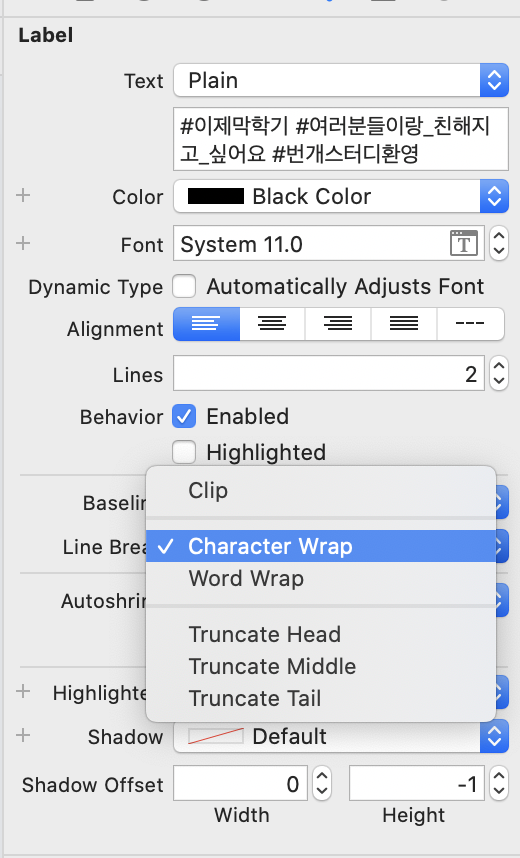 Label
Text Plain
#이제막학기 #여러분들이랑_친해지
고_싶어요 #번개스터디환영
+ Color Black Color
+ Font System 11.0 T
Dynamic Type Automatically Adjusts Font
Alignment
Lines 2
Behavior Enabled
Highlighted
Baselin
Clip
Line Brea ✓ Character Wrap
Word Wrap
Autoshrin
Truncate Head
Truncate Middle
+ Highlighte Truncate Tail
+ Shadow Default
Shadow Offset 0 -1
Width Height